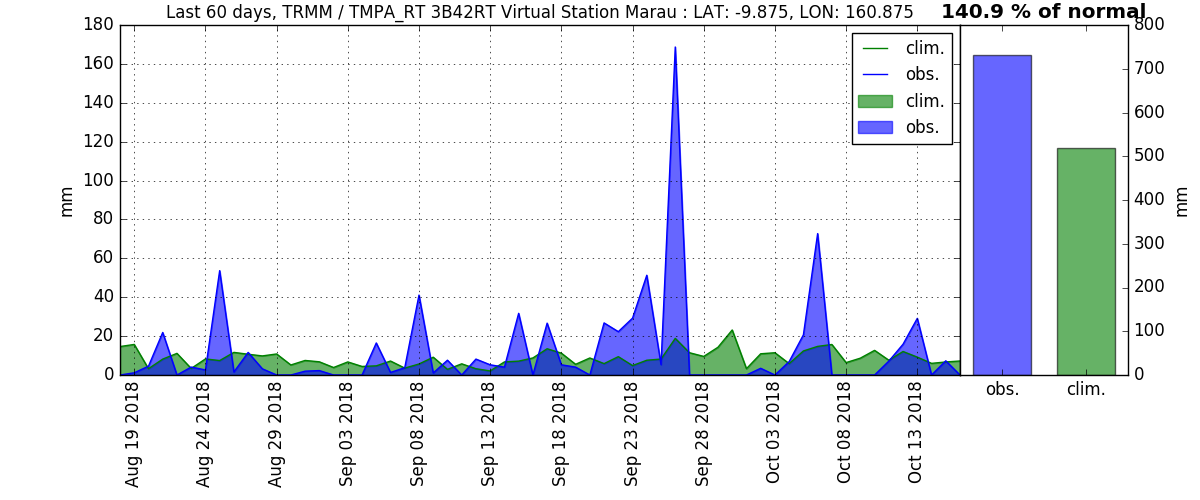 Last 60 days, TRMM / TMPA_RT 3B42RT Virtual Station Marau : LAT: -9.875, LON: 160.875
140.9 % of normal
180
160
140
120
100
80
60
40
20
0
mm
clim.
obs.
clim.
obs.
800
700
600
500
400
300
200
100
0
mm
Aug 19 2018
Aug 24 2018
Aug 29 2018
Sep 03 2018
Sep 08 2018
Sep 13 2018
Sep 18 2018
Sep 23 2018
Sep 28 2018
Oct 03 2018
Oct 08 2018
Oct 13 2018
obs.
clim.